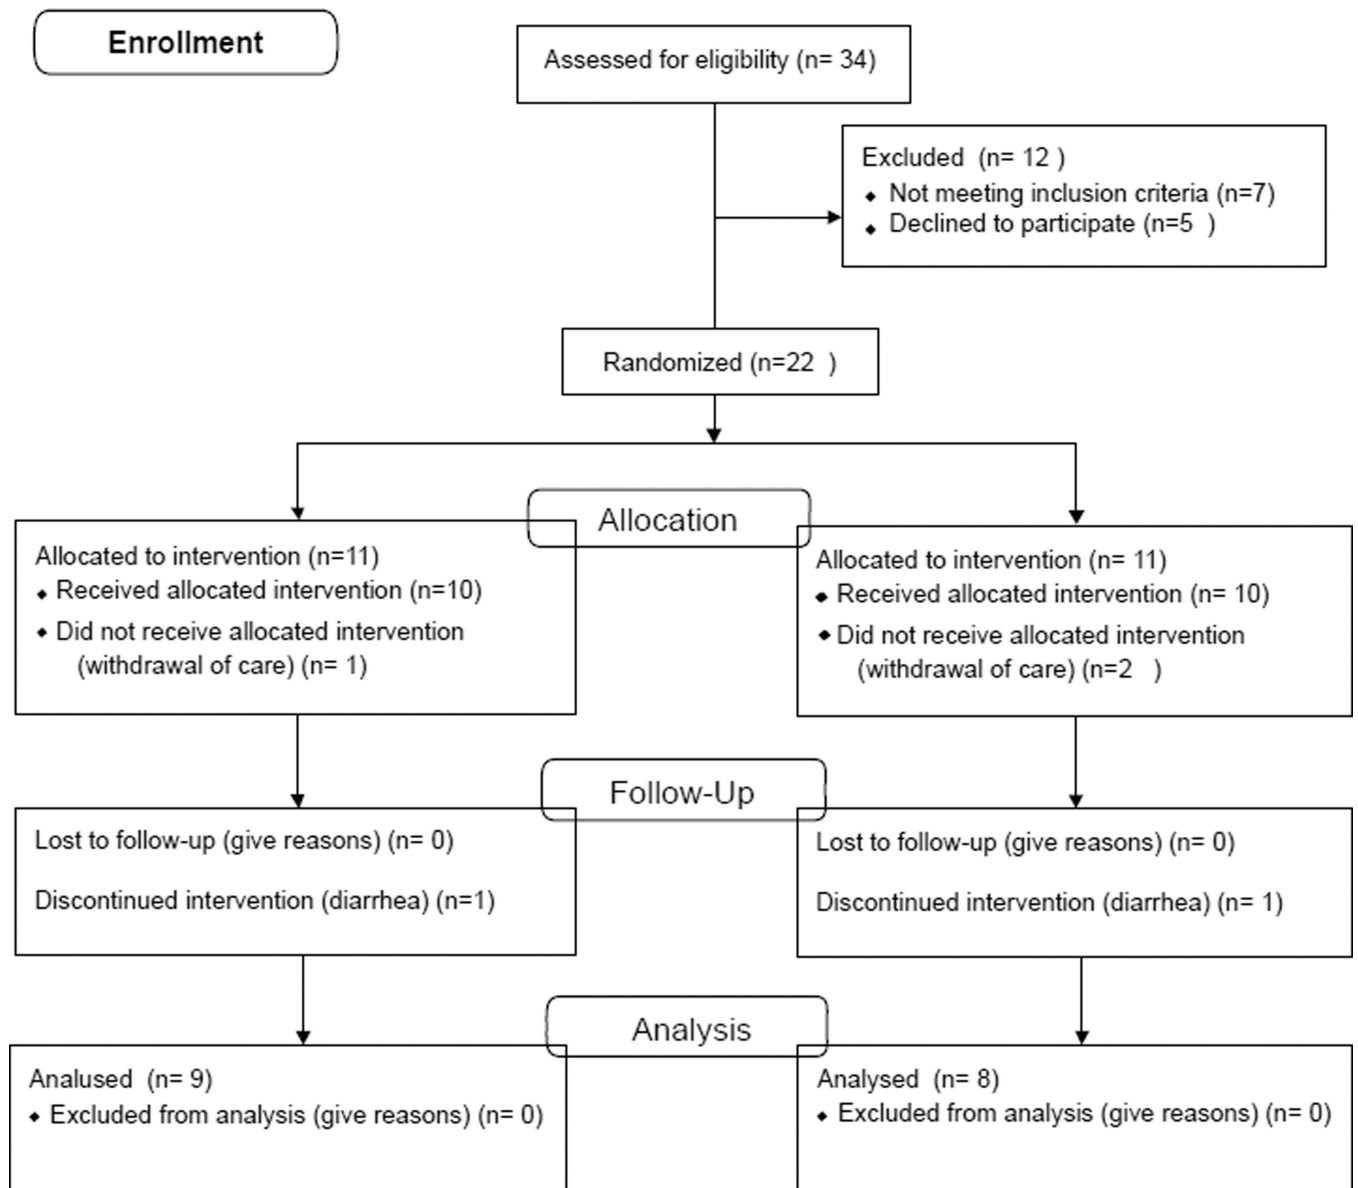 Enrollment
Assessed for eligibility (n= 34)
Excluded (n= 12 )
◆ Not meeting inclusion criteria (n=7)
◆ Declined to participate (n=5 )
Randomized (n=22 )
Allocation
Allocated to intervention (n=11)
◆ Received allocated intervention (n=10)
◆ Did not receive allocated intervention
(withdrawal of care) (n= 1)
Allocated to intervention (n= 11)
◆ Received allocated intervention (n= 10)
◆ Did not receive allocated intervention
(withdrawal of care) (n=2 )
Follow-Up
Lost to follow-up (give reasons) (n= 0)
Discontinued intervention (diarrhea) (n=1)
Lost to follow-up (give reasons) (n= 0)
Discontinued intervention (diarrhea) (n= 1)
Analysis
Analused (n= 9)
◆ Excluded from analysis (give reasons) (n= 0)
Analysed (n= 8)
◆ Excluded from analysis (give reasons) (n= 0)